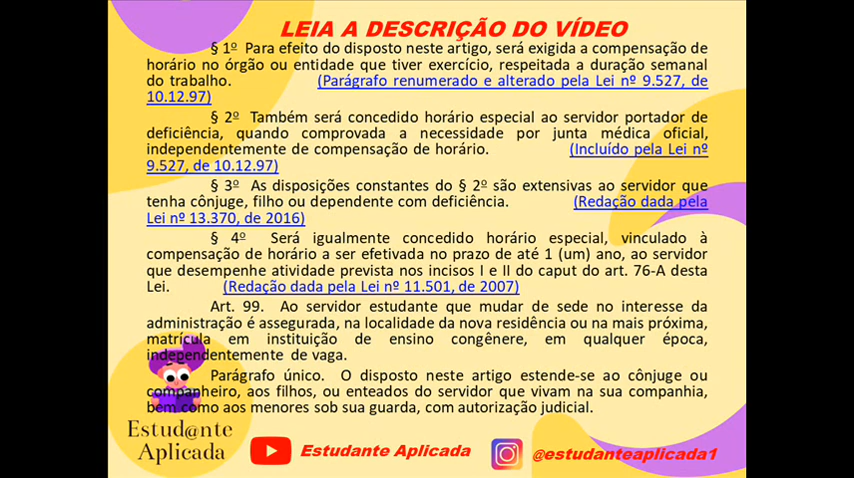 LEIA A DESCRIÇÃO DO VÍDEO
§ 1º Para efeito do disposto neste artigo, será exigida a compensação de
horário no órgão ou entidade que tiver exercício, respeitada a duração semanal
do trabalho. (Parágrafo renumerado e alterado pela Lei nº 9.527, de
10.12.97)
§ 2º Também será concedido horário especial ao servidor portador de
deficiência, quando comprovada a necessidade por junta médica oficial,
independentemente de compensação de horário. (Incluído pela Lei nº
9.527, de 10.12.97)
§ 3º As disposições constantes do § 2º são extensivas ao servidor que
tenha cônjuge, filho ou dependente com deficiência. (Redação dada pela
Lei nº 13.370, de 2016)
§ 4º Será igualmente concedido horário especial, vinculado à
compensação de horário a ser efetivada no prazo de até 1 (um) ano, ao servidor
que desempenhe atividade prevista nos incisos I e II do caput do art. 76-A desta
Lei. (Redação dada pela Lei nº 11.501, de 2007)
Art. 99. Ao servidor estudante que mudar de sede no interesse da
administração é assegurada, na localidade da nova residência ou na mais próxima,
matrícula em instituição de ensino congênere, em qualquer época,
independentemente de vaga.
Parágrafo único. O disposto neste artigo estende-se ao cônjuge ou
companheiro, aos filhos, ou enteados do servidor que vivam na sua companhia,
bem como aos menores sob sua guarda, com autorização judicial.
Estud@nte
Aplicada
Estudante Aplicada
@estudanteaplicada1